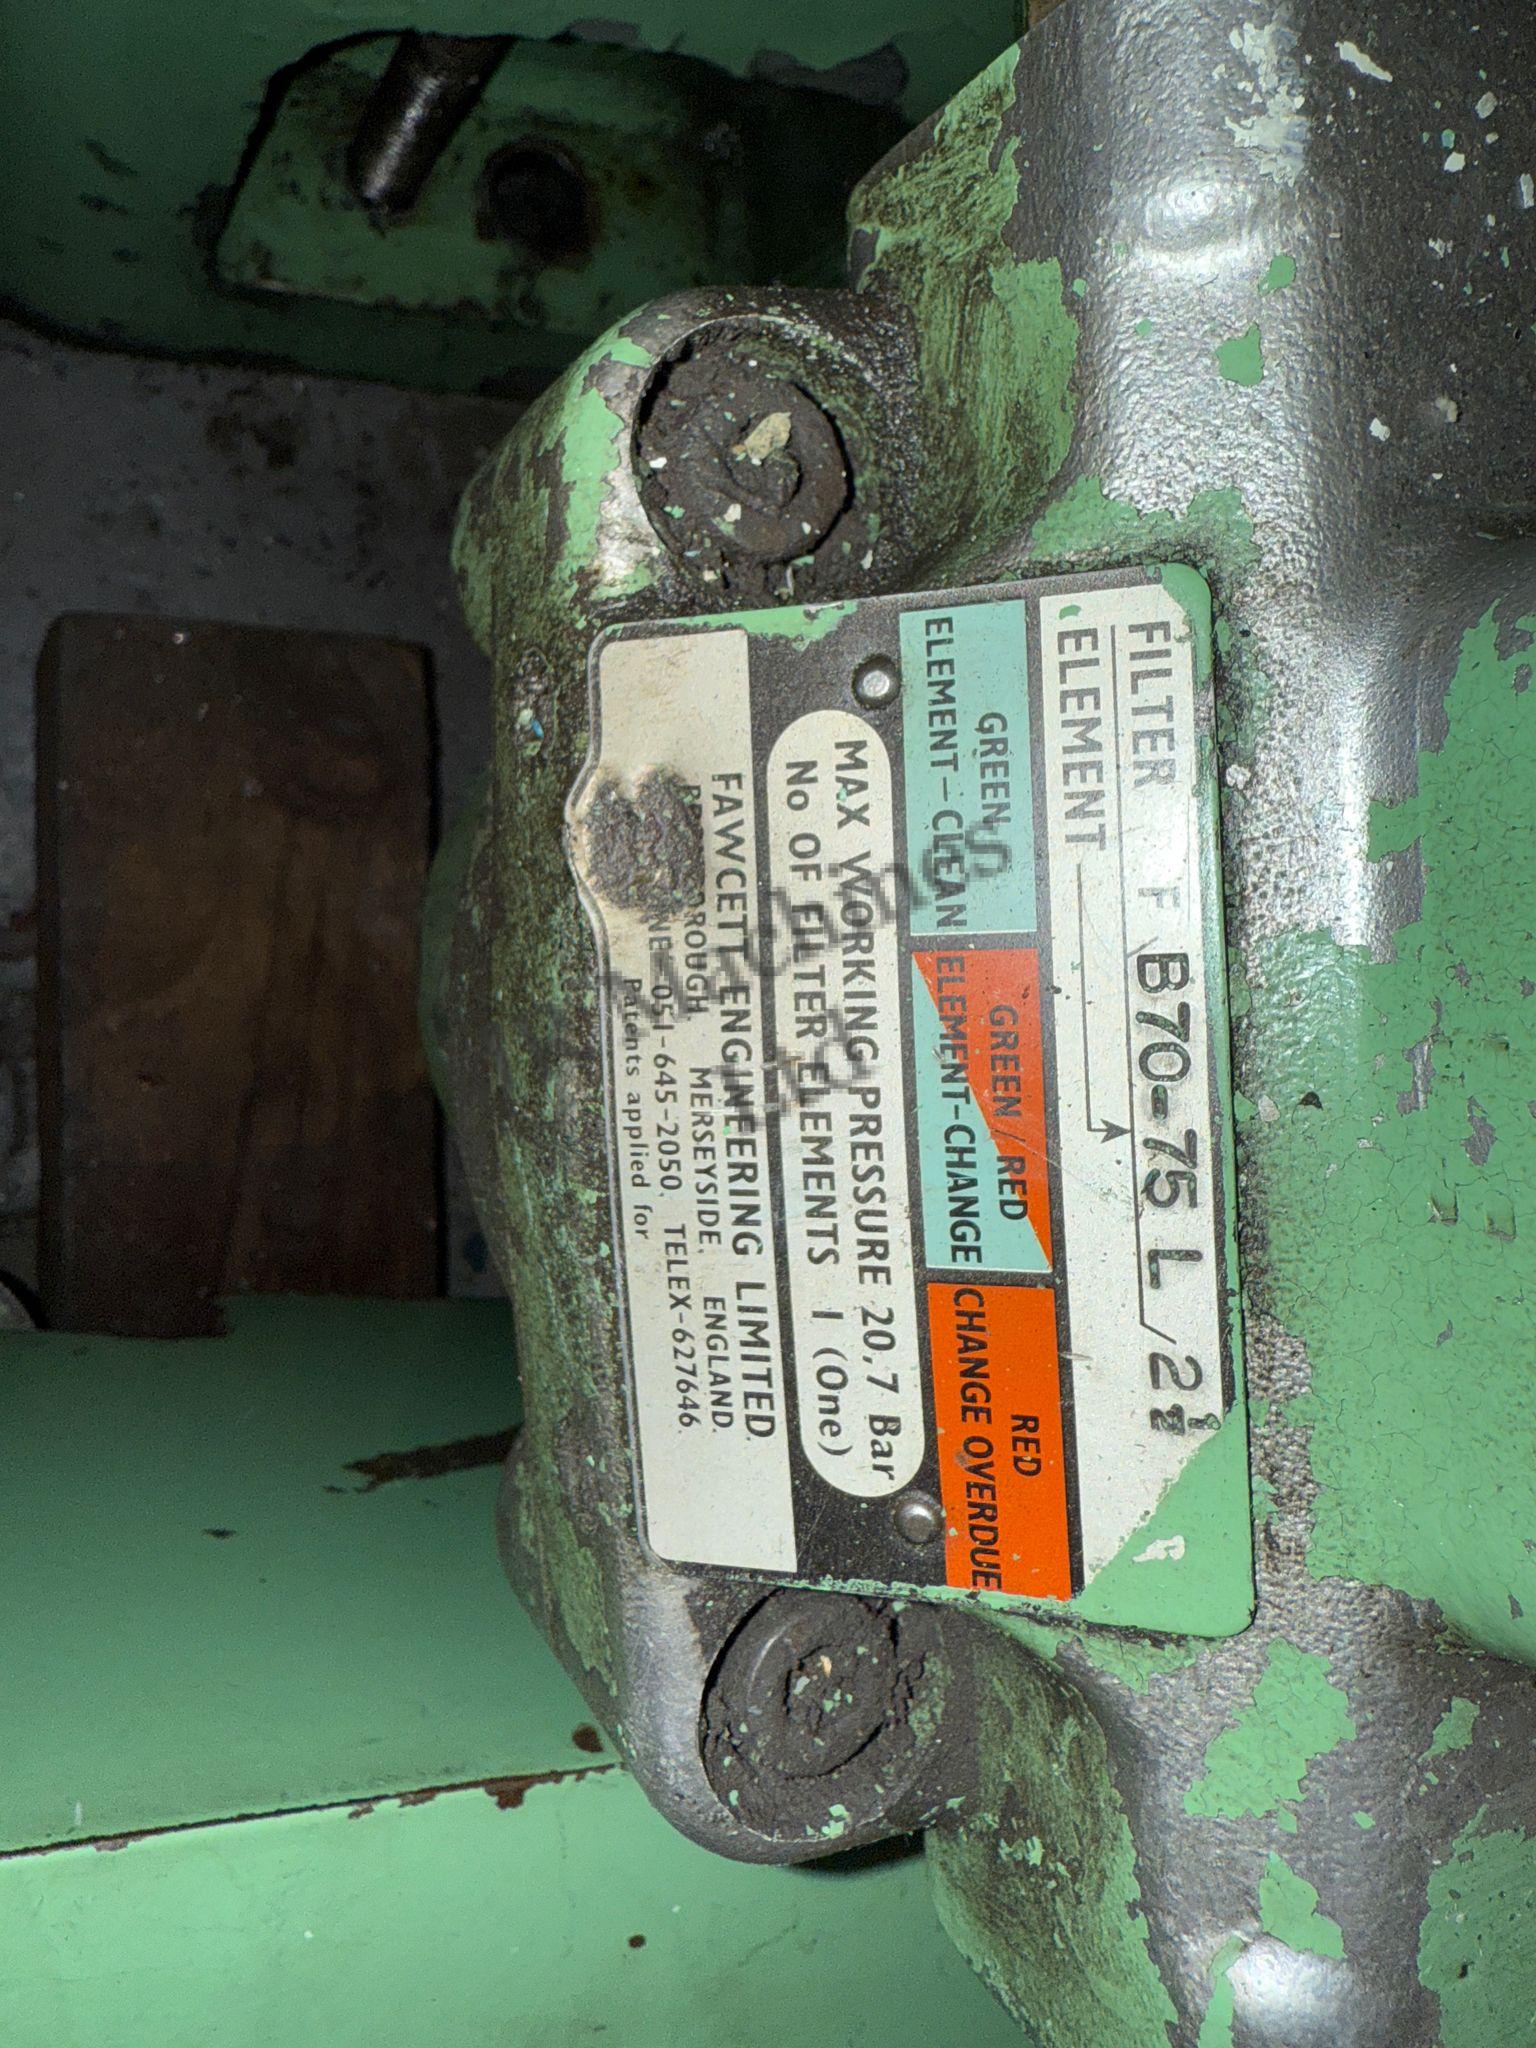 FILTER F B70-75 L/2
ELEMENT
GREEN
ELEMENT-CLEAN
GREEN/RED
ELEMENT-CHANGE
RED
CHANGE OVERDUE
MAX WORKING PRESSURE 20.7 Bar
No OF FILTER ELEMENTS 1 (One)
FAWCETT ENGINEERING LIMITED.
MERSEYSIDE, ENGLAND.
051-645-2050. TELEX-627646.
Patents applied for